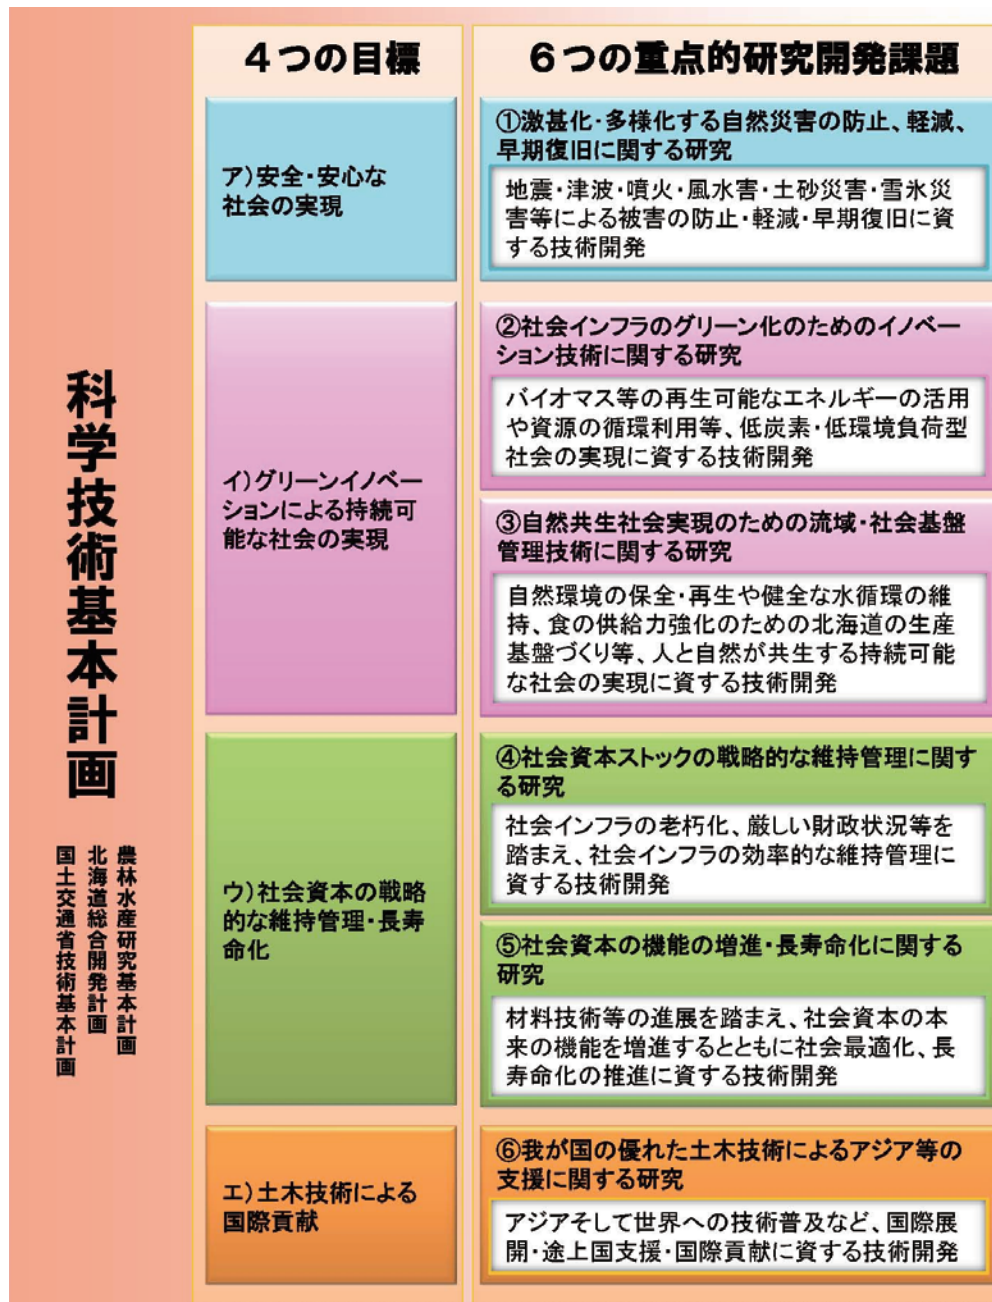 科学技術基本計画
農林水産研究基本計画
北海道総合開発計画
国土交通省技術基本計画
4つの目標
6つの重点的研究開発課題
ア)安全・安心な
社会の実現
①激甚化・多様化する自然災害の防止、軽減、
早期復旧に関する研究
地震・津波・噴火・風水害・土砂災害・雪氷災
害等による被害の防止・軽減・早期復旧に資
する技術開発
イ)グリーンイノベー
ションによる持続可
能な社会の実現
②社会インフラのグリーン化のためのイノベー
ション技術に関する研究
バイオマス等の再生可能なエネルギーの活用
や資源の循環利用等、低炭素・低環境負荷型
社会の実現に資する技術開発
③自然共生社会実現のための流域・社会基盤
管理技術に関する研究
自然環境の保全・再生や健全な水循環の維
持、食の供給力強化のための北海道の生産
基盤づくり等、人と自然が共生する持続可能
な社会の実現に資する技術開発
ウ)社会資本の戦略
的な維持管理・長寿
命化
④社会資本ストックの戦略的な維持管理に関す
る研究
社会インフラの老朽化、厳しい財政状況等を
踏まえ、社会インフラの効率的な維持管理に
資する技術開発
⑤社会資本の機能の増進・長寿命化に関する
研究
材料技術等の進展を踏まえ、社会資本の本
来の機能を増進するとともに社会最適化、長
寿命化の推進に資する技術開発
エ)土木技術による
国際貢献
⑥我が国の優れた土木技術によるアジア等の
支援に関する研究
アジアそして世界への技術普及など、国際展
開・途上国支援・国際貢献に資する技術開発